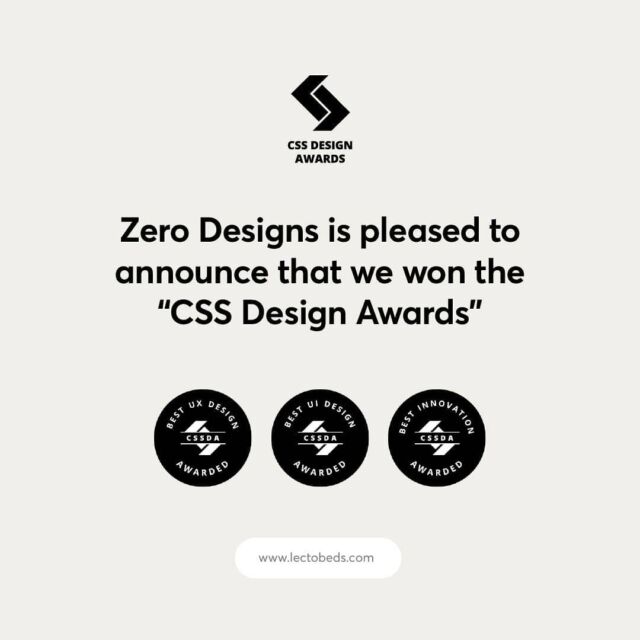 CSS DESIGN
AWARDS
Zero Designs is pleased to
announce that we won the
“CSS Design Awards”
BEST UX DESIGN
CSSDA
AWARDED
BEST UI DESIGN
CSSDA
AWARDED
BEST INNOVATION
CSSDA
AWARDED
www.lectobeds.com